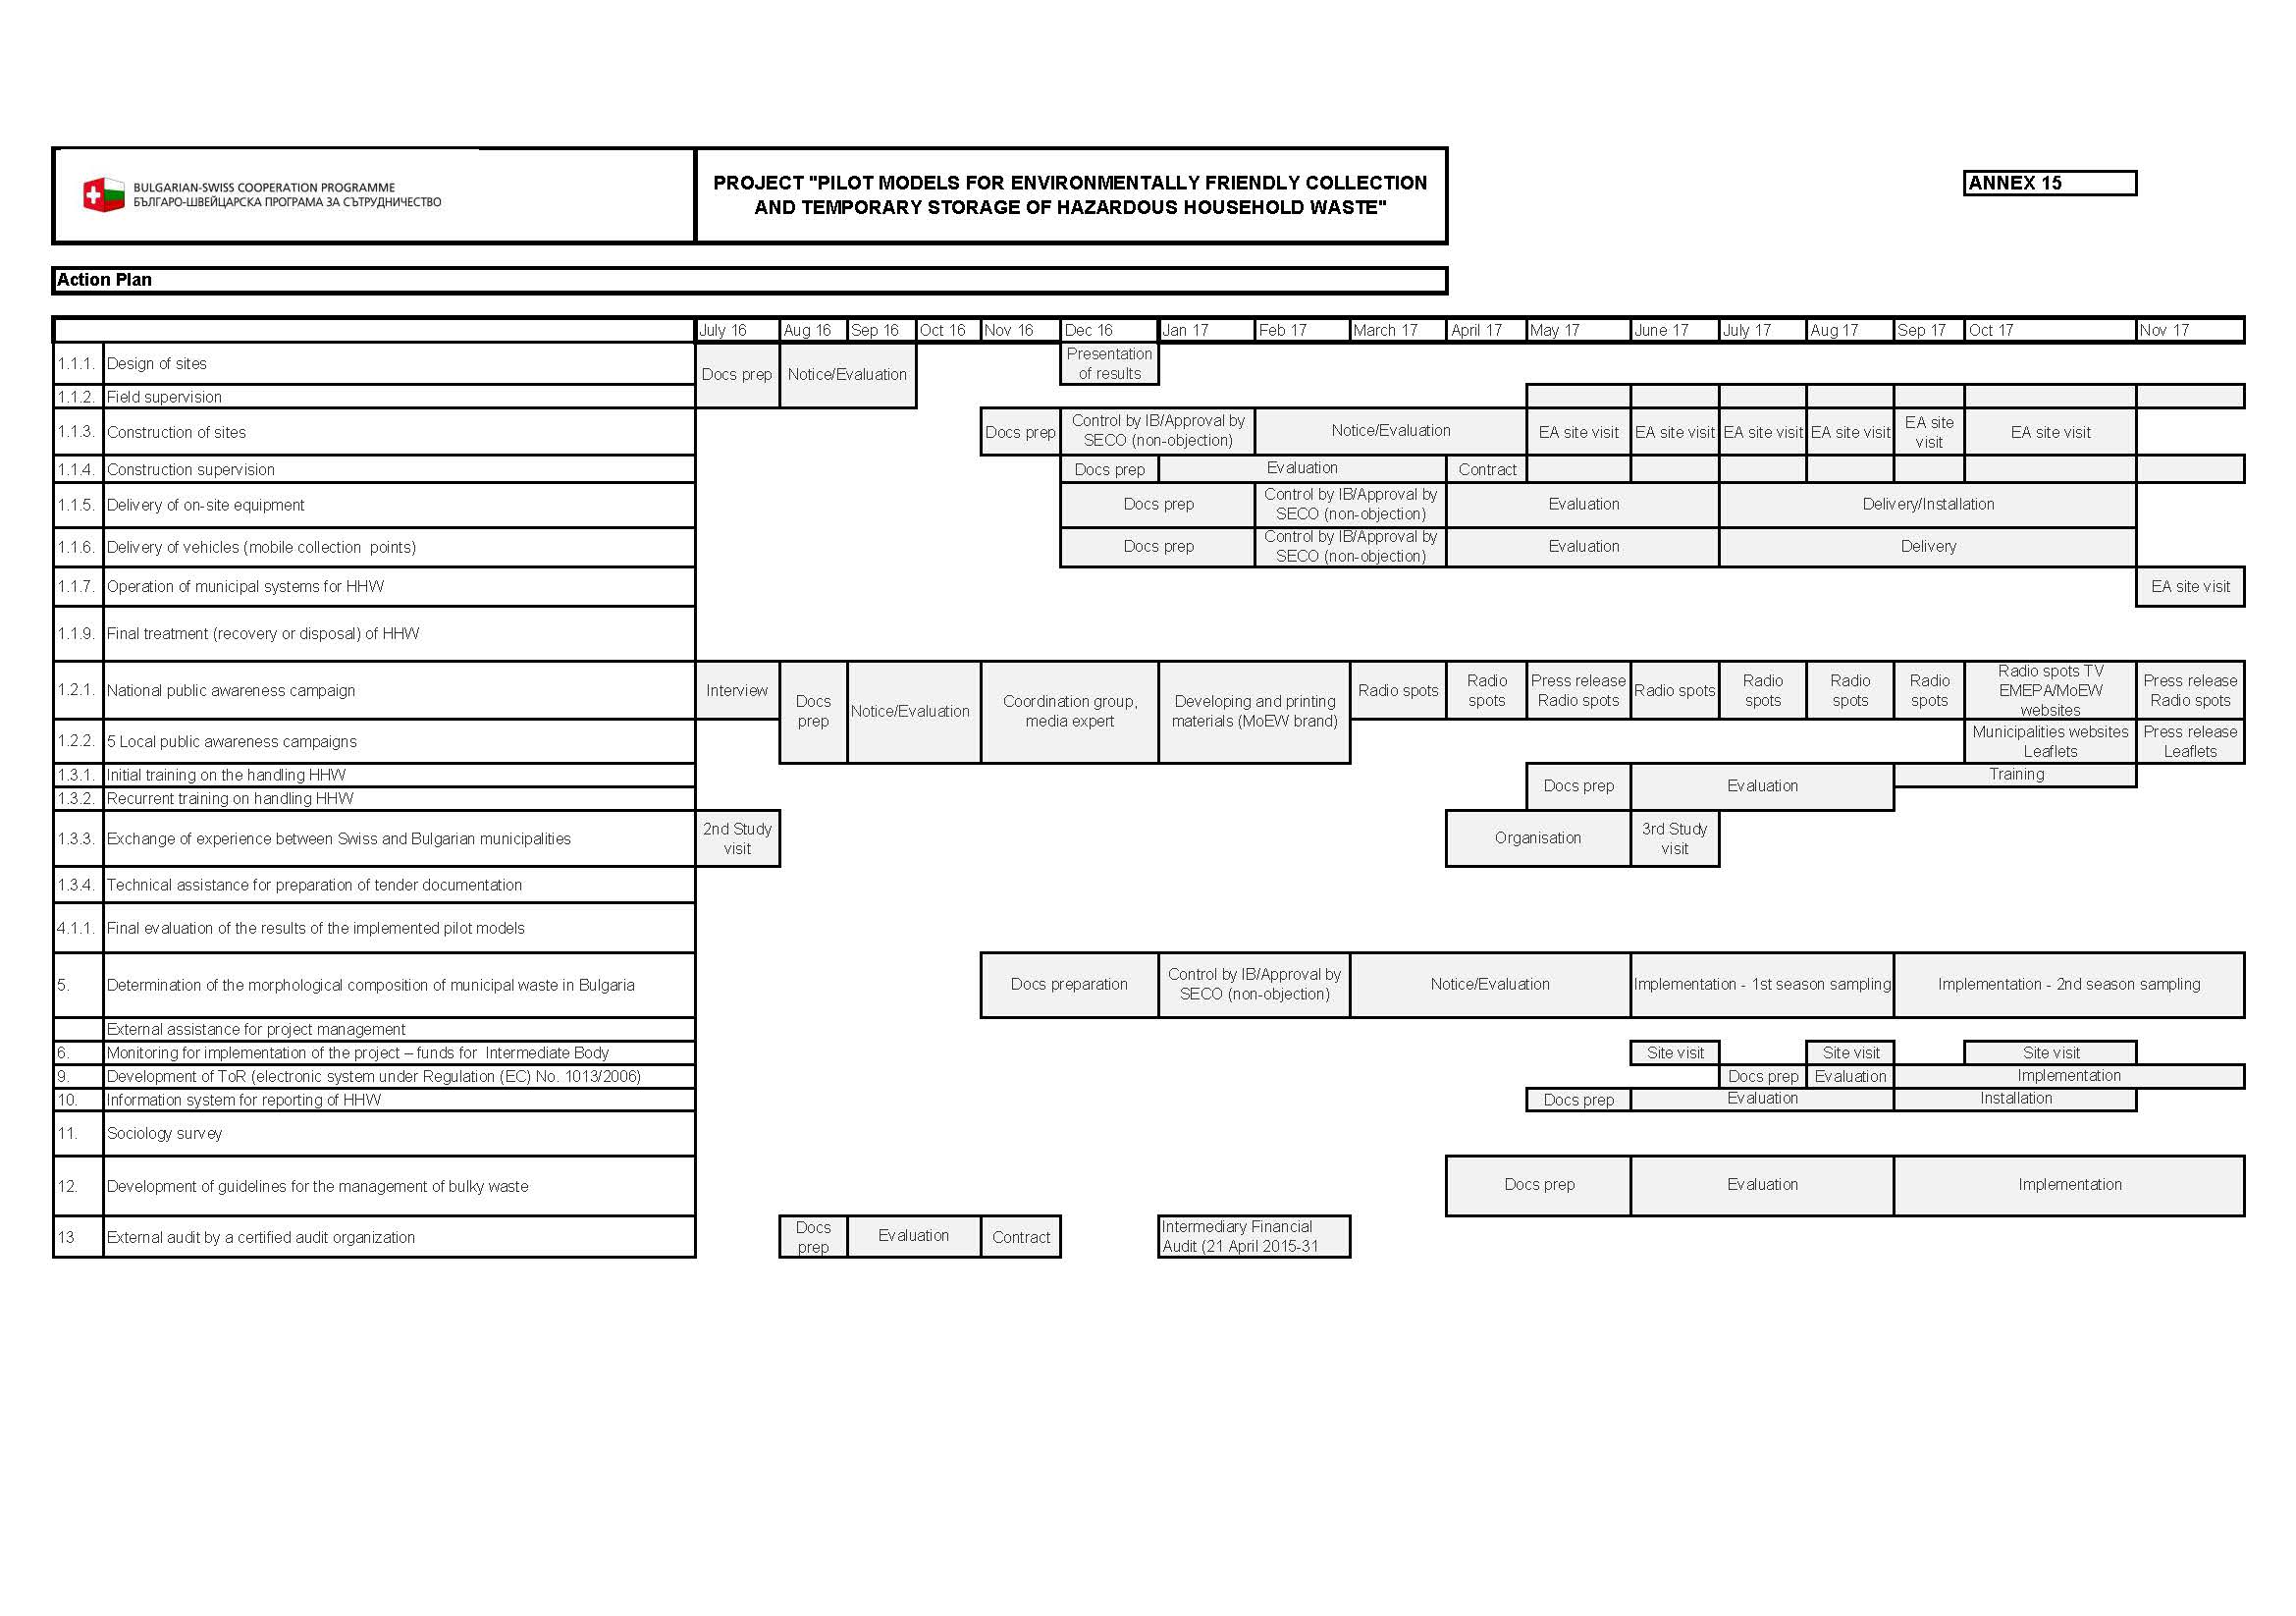 BULGARIAN-SWISS COOPERATION PROGRAMME
БЪЛГАРО-ШВЕЙЦАРСКА ПРОГРАМА ЗА СЪТРУДНИЧЕСТВО
PROJECT "PILOT MODELS FOR ENVIRONMENTALLY FRIENDLY COLLECTION
AND TEMPORARY STORAGE OF HAZARDOUS HOUSEHOLD WASTE"
ANNEX 15
Action Plan
July 16 Aug 16 Sep 16 Oct 16 Nov 16 Dec 16 Jan 17 Feb 17 March 17 April 17 May 17 June 17 July 17 Aug 17 Sep 17 Oct 17 Nov 17
1.1.1. Design of sites
Docs prep
Notice/Evaluation
Presentation
of results
1.1.2. Field supervision
1.1.3. Construction of sites
Docs prep
Control by IB/Approval by
SECO (non-objection)
Notice/Evaluation
EA site visit
EA site visit
EA site visit
EA site visit
EA site
visit
EA site visit
1.1.4. Construction supervision
Docs prep
Evaluation
Contract
1.1.5. Delivery of on-site equipment
Docs prep
Control by IB/Approval by
SECO (non-objection)
Evaluation
Delivery/Installation
1.1.6. Delivery of vehicles (mobile collection points)
Docs prep
Control by IB/Approval by
SECO (non-objection)
Evaluation
Delivery
1.1.7. Operation of municipal systems for HHW
EA site visit
1.1.9. Final treatment (recovery or disposal) of HHW
1.2.1. National public awareness campaign
Interview
Docs
prep
Notice/Evaluation
Coordination group,
media expert
Developing and printing
materials (MoEW brand)
Radio spots
Radio
spots
Press release
Radio spots
Radio spots
Radio
spots
Radio
spots
Radio
spots
Radio spots TV
EMEPA/MoEW
websites
Press release
Radio spots
1.2.2. 5 Local public awareness campaigns
Municipalities websites
Leaflets
Press release
Leaflets
1.3.1. Initial training on the handling HHW
Docs prep
Evaluation
Training
1.3.2. Recurrent training on handling HHW
1.3.3. Exchange of experience between Swiss and Bulgarian municipalities
2nd Study
visit
Organisation
3rd Study
visit
1.3.4. Technical assistance for preparation of tender documentation
4.1.1. Final evaluation of the results of the implemented pilot models
5. Determination of the morphological composition of municipal waste in Bulgaria
Docs preparation
Control by IB/Approval by
SECO (non-objection)
Notice/Evaluation
Implementation - 1st season sampling
Implementation - 2nd season sampling
External assistance for project management
6. Monitoring for implementation of the project – funds for Intermediate Body
Site visit
Site visit
Site visit
9. Development of ToR (electronic system under Regulation (EC) No. 1013/2006)
Docs prep
Evaluation
Implementation
10. Information system for reporting of HHW
Docs prep
Evaluation
Installation
11. Sociology survey
12. Development of guidelines for the management of bulky waste
Docs prep
Evaluation
Implementation
13 External audit by a certified audit organization
Docs
prep
Evaluation
Contract
Intermediary Financial
Audit (21 April 2015-31